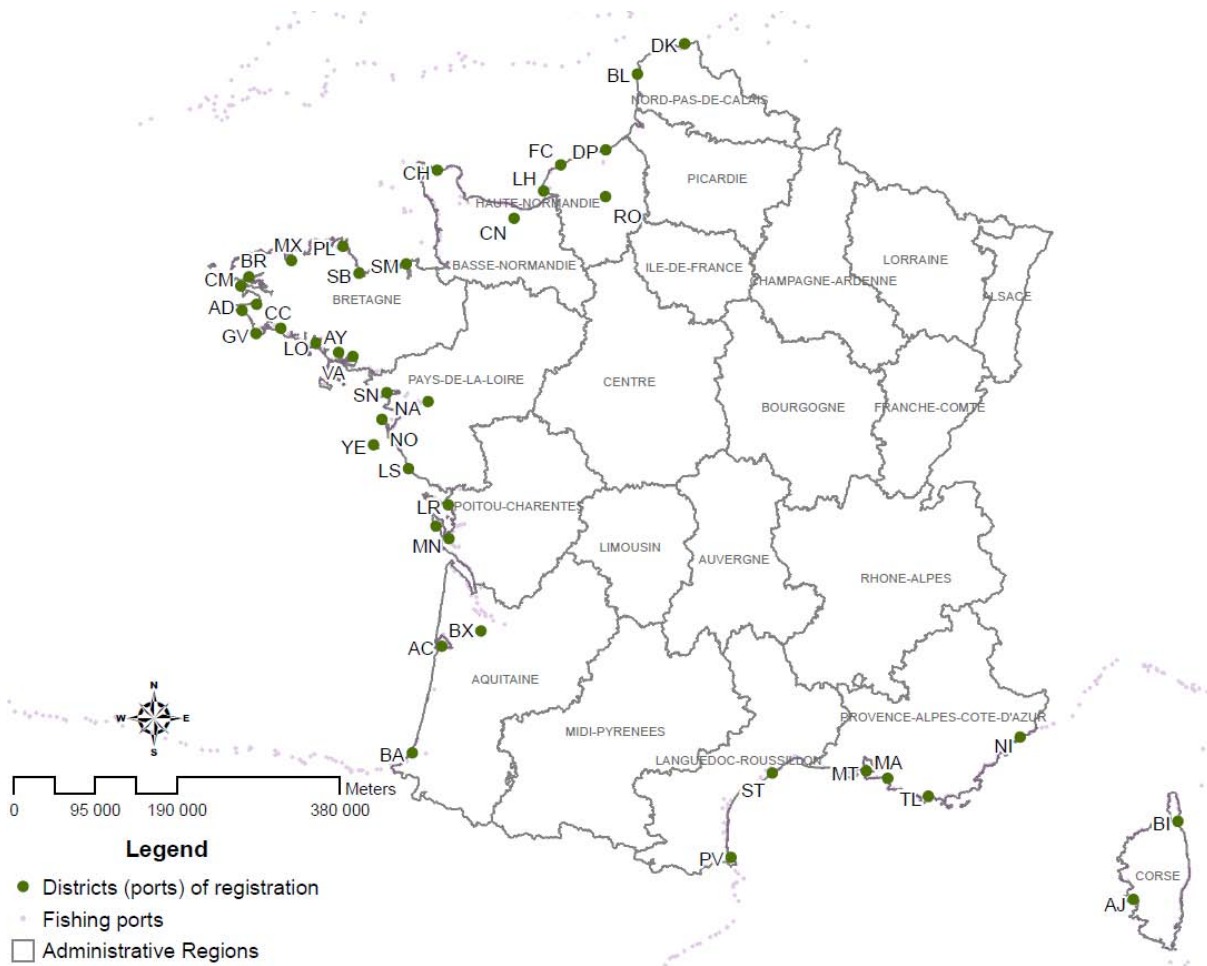 DK
BL
NORD-PAS-DE-CALAIS
FC
DP
CH
LH
PICARDIE
HAUTE-NORMANDIE
RO
CN
MX
PL
BR
SB
SM
BASSE-NORMANDIE
ILE-DE-FRANCE
LORRAINE
CHAMPAGNE-ARDENNE
ALSACE
CM
BRETAGNE
AD
CC
GV
LO
AY
VA
PAYS-DE-LA-LOIRE
CENTRE
SN
NA
BOURGOGNE
FRANCHE-COMTE
YE
NO
LS
LR
POITOU-CHARENTES
MN
LIMOUSIN
AUVERGNE
RHONE-ALPES
BX
AC
AQUITAINE
N
W
E
S
MIDI-PYRENEES
PROVENCE-ALPES-COTE-D'AZUR
NI
BA
LANGUEDOC-ROUSSILLON
MT
MA
ST
TL
Meters
0 95 000 190 000 380 000
BI
PV
CORSE
AJ
Legend
Districts (ports) of registration
Fishing ports
Administrative Regions